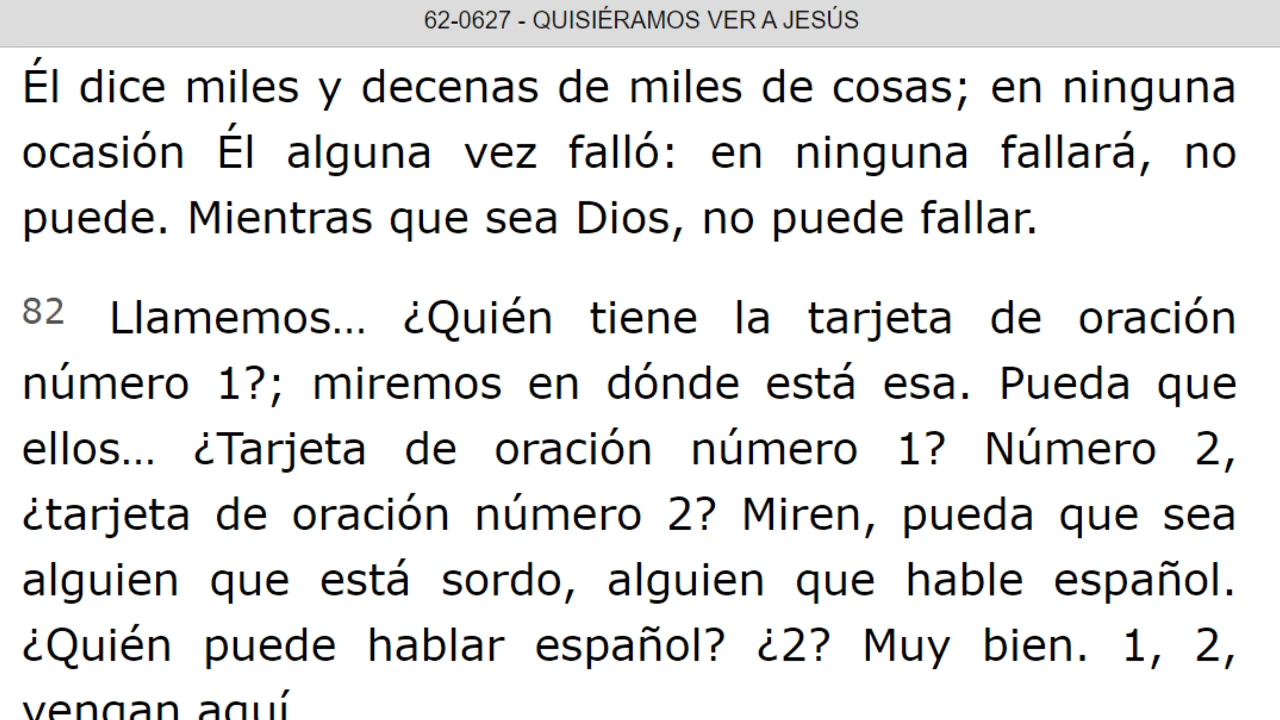 62-0627 - QUISIÉRAMOS VER A JESÚS
Él dice miles y decenas de miles de cosas; en ninguna
ocasión Él alguna vez falló: en ninguna fallará, no
puede. Mientras que sea Dios, no puede fallar.
82 Llamemos... ¿Quién tiene la tarjeta de oración
número 1?; miremos en dónde está esa. Pueda que
ellos... ¿Tarjeta de oración número 1? Número 2,
¿tarjeta de oración número 2? Miren, pueda que sea
alguien que está sordo, alguien que hable español.
¿Quién puede hablar español? ¿2? Muy bien. 1, 2,
vengan aquí